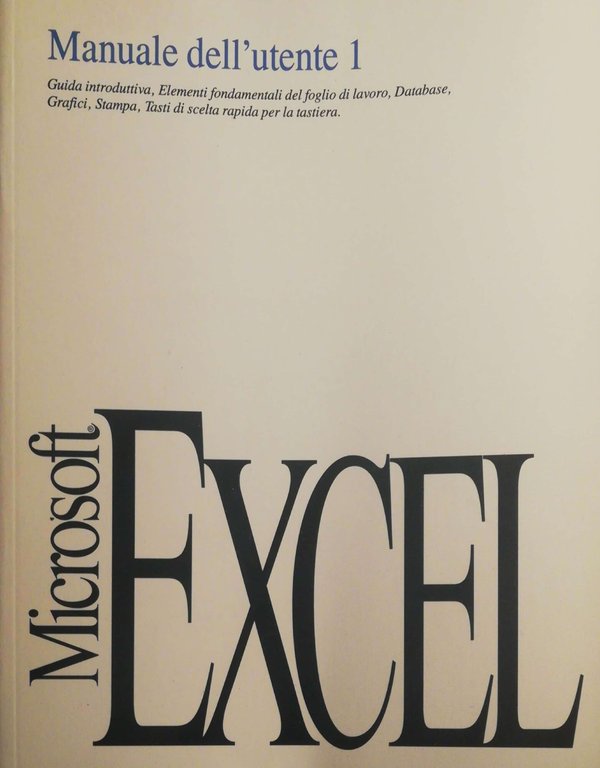 Manuale dell'utente 1
Guida introduttiva, Elementi fondamentali del foglio di lavoro, Database,
Grafici, Stampa, Tasti di scelta rapida per la tastiera.
Microsoft®
EXCEL